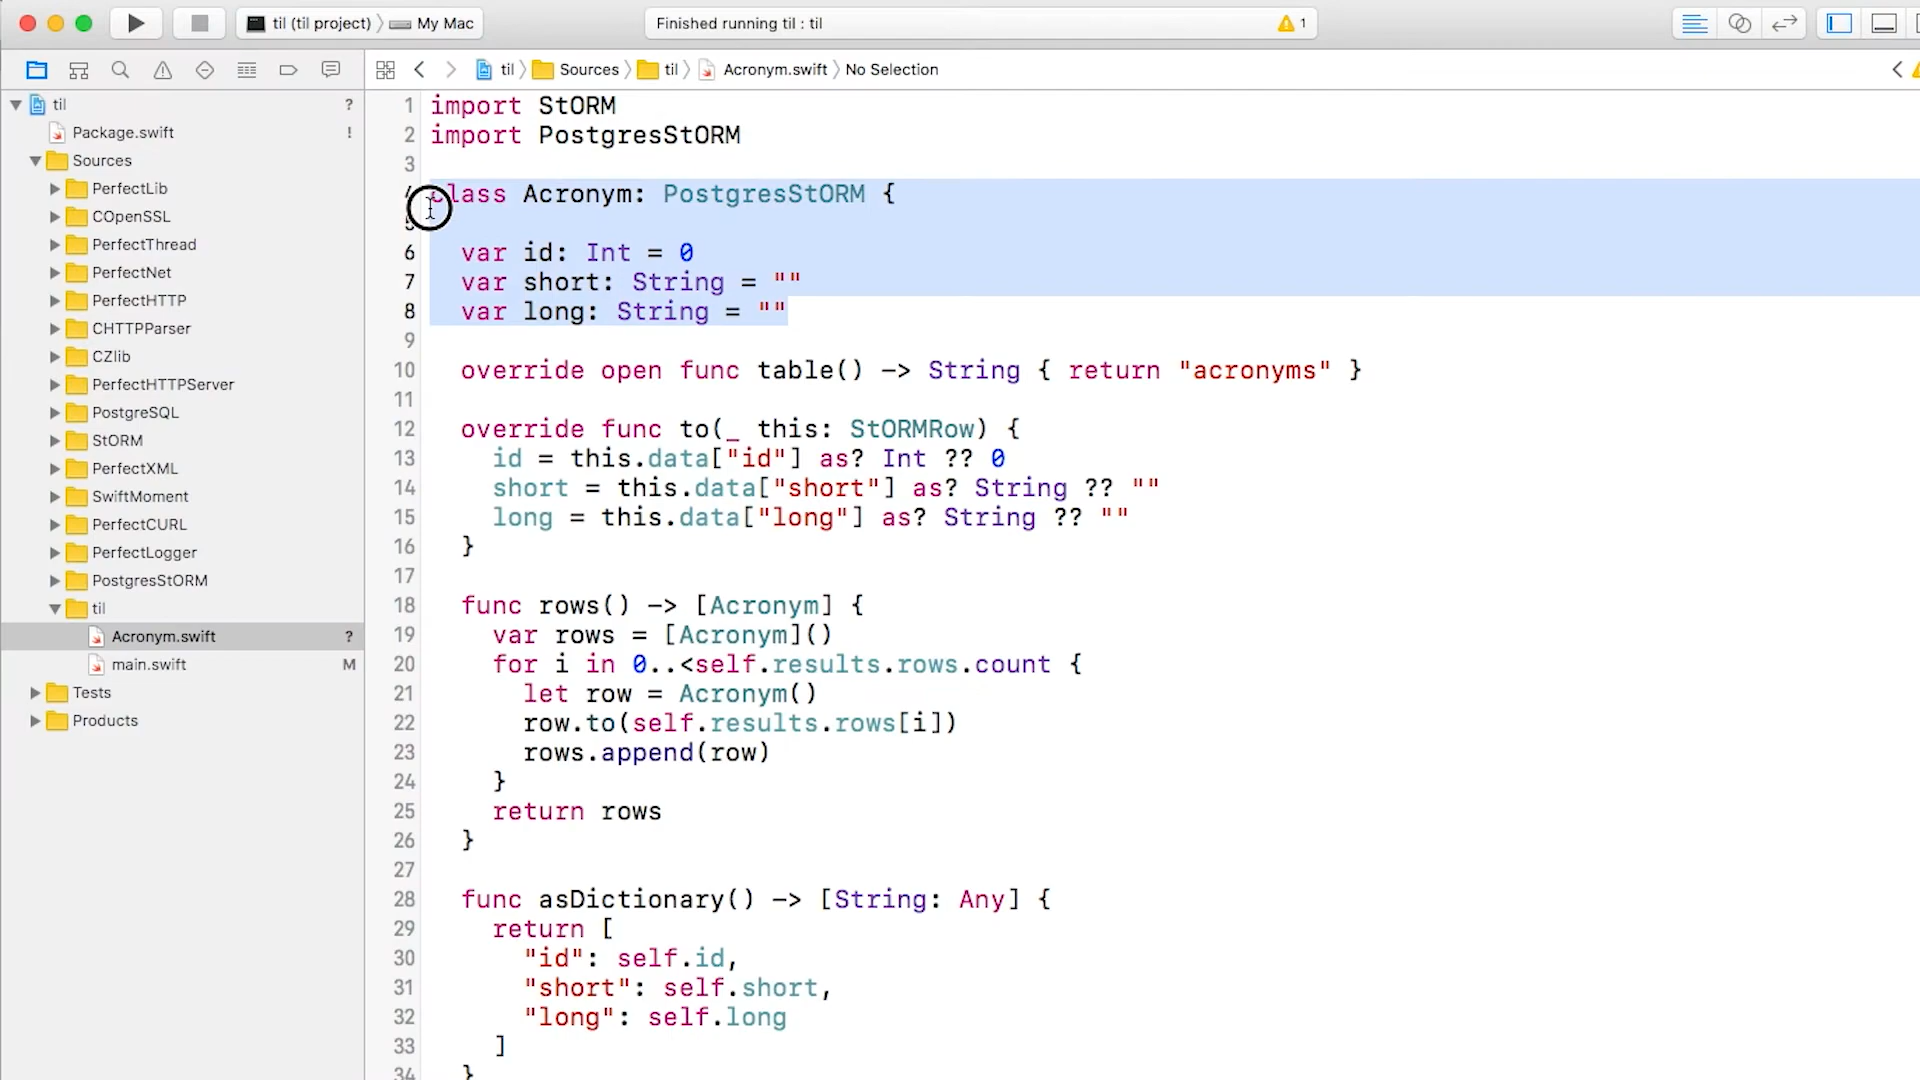 til (til project) 〉 My Mac
Finished running til : til
1
til 〉 Sources 〉 til 〉 Acronym.swift 〉 No Selection
til ?
Package.swift !
Sources
PerfectLib
COpenSSL
PerfectThread
PerfectNet
PerfectHTTP
CHTTPParser
CZlib
PerfectHTTPServer
PostgreSQL
StORM
PerfectXML
SwiftMoment
PerfectCURL
PerfectLogger
PostgresStORM
til
Acronym.swift ?
main.swift M
Tests
Products
1 import StORM
2 import PostgresStORM
3
4 class Acronym: PostgresStORM {
5
6 var id: Int = 0
7 var short: String = ""
8 var long: String = ""
9
10 override open func table() -> String { return "acronyms" }
11
12 override func to(_ this: StORMRow) {
13 id = this.data["id"] as? Int ?? 0
14 short = this.data["short"] as? String ?? ""
15 long = this.data["long"] as? String ?? ""
16 }
17
18 func rows() -> [Acronym] {
19 var rows = [Acronym]()
20 for i in 0..<self.results.rows.count {
21 let row = Acronym()
22 row.to(self.results.rows[i])
23 rows.append(row)
24 }
25 return rows
26 }
27
28 func asDictionary() -> [String: Any] {
29 return [
30 "id": self.id,
31 "short": self.short,
32 "long": self.long
33 ]
34 }